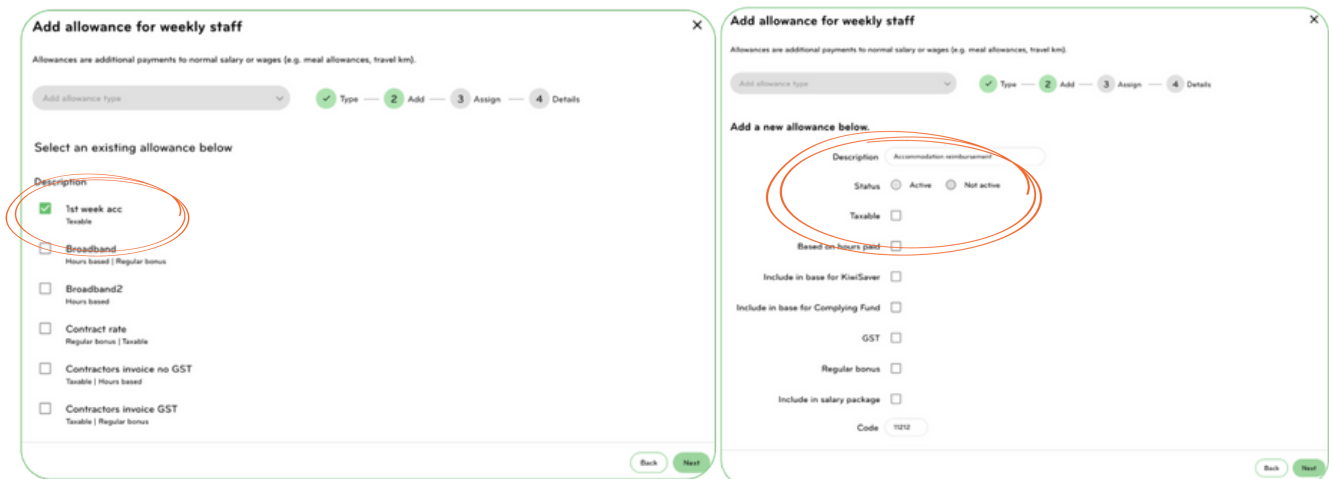 Add allowance for weekly staff
Allowances are additional payments to normal salary or wages (e.g. meal allowances, travel km).
Add allowance type
Type 2 Add 3 Assign 4 Details
Select an existing allowance below
Description
1st week acc
Taxable
Broadband
Hours based | Regular bonus
Broadband2
Hours based
Contract rate
Regular bonus | Taxable
Contractors invoice no GST
Taxable | Hours based
Contractors invoice GST
Taxable | Regular bonus
Back Next
Add allowance for weekly staff
Allowances are additional payments to normal salary or wages (e.g. meal allowances, travel km).
Add allowance type
Type 2 Add 3 Assign 4 Details
Add a new allowance below.
Description Accommodation reimbursement
Status Active Not active
Taxable
Based on hours paid
Include in base for KiwiSaver
Include in base for Complying Fund
GST
Regular bonus
Include in salary package
Code 11212
Back Next